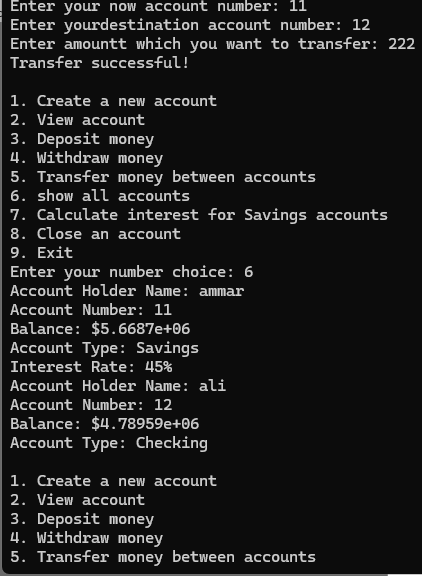 Enter your now account number: 11
Enter yourdestination account number: 12
Enter amountt which you want to transfer: 222
Transfer successful!
1. Create a new account
2. View account
3. Deposit money
4. Withdraw money
5. Transfer money between accounts
6. show all accounts
7. Calculate interest for Savings accounts
8. Close an account
9. Exit
Enter your number choice: 6
Account Holder Name: ammar
Account Number: 11
Balance: $5.6687e+06
Account Type: Savings
Interest Rate: 45%
Account Holder Name: ali
Account Number: 12
Balance: $4.78959e+06
Account Type: Checking
1. Create a new account
2. View account
3. Deposit money
4. Withdraw money
5. Transfer money between accounts